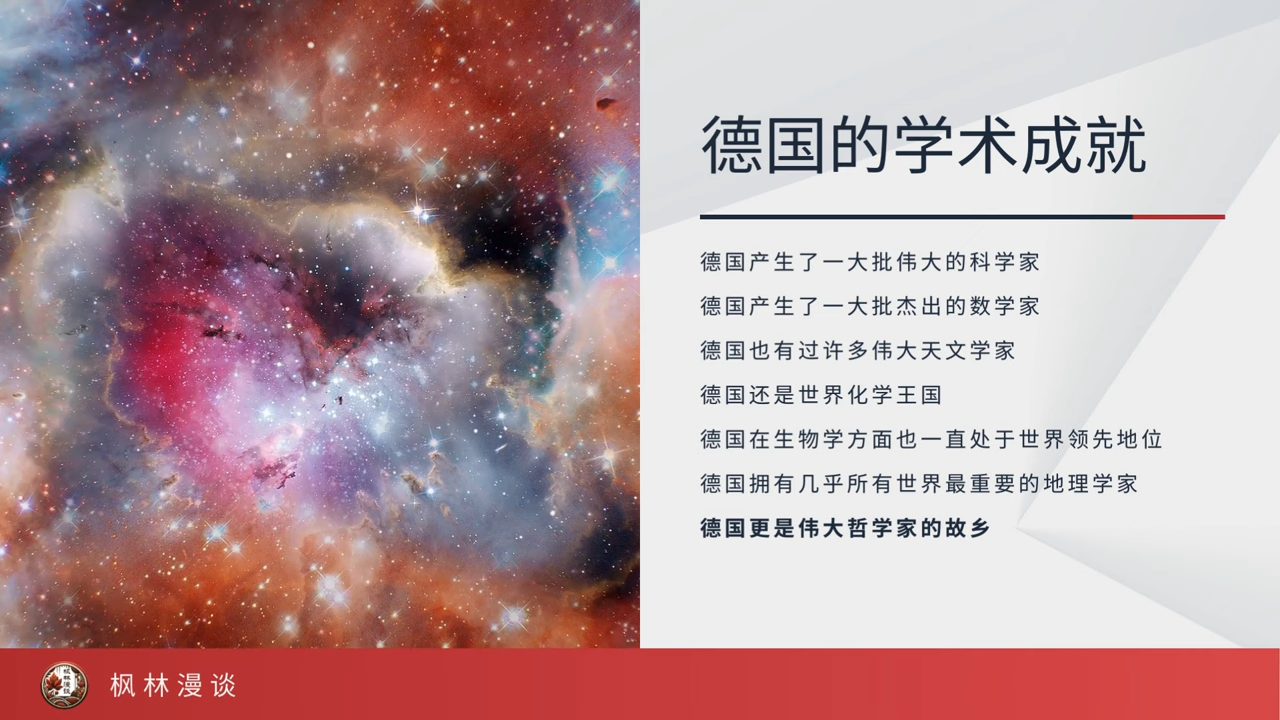 德国的学术成就
德国产生了一大批伟大的科学家
德国产生了一大批杰出的数学家
德国也有过许多伟大天文学家
德国还是世界化学王国
德国在生物学方面也一直处于世界领先地位
德国拥有几乎所有世界最重要的地理学家
德国更是伟大哲学家的故乡
枫林漫谈
枫林漫谈